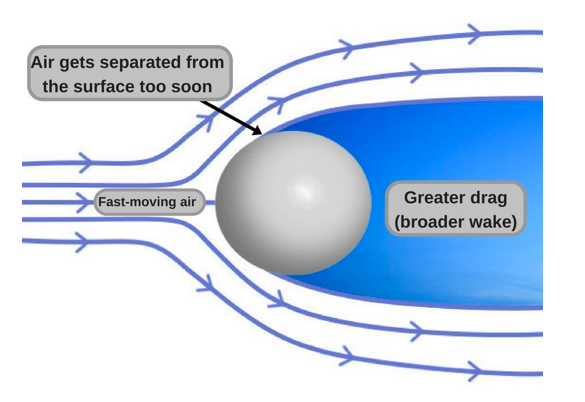 Air gets separated from
the surface too soon
Fast-moving air
Greater drag
(broader wake)